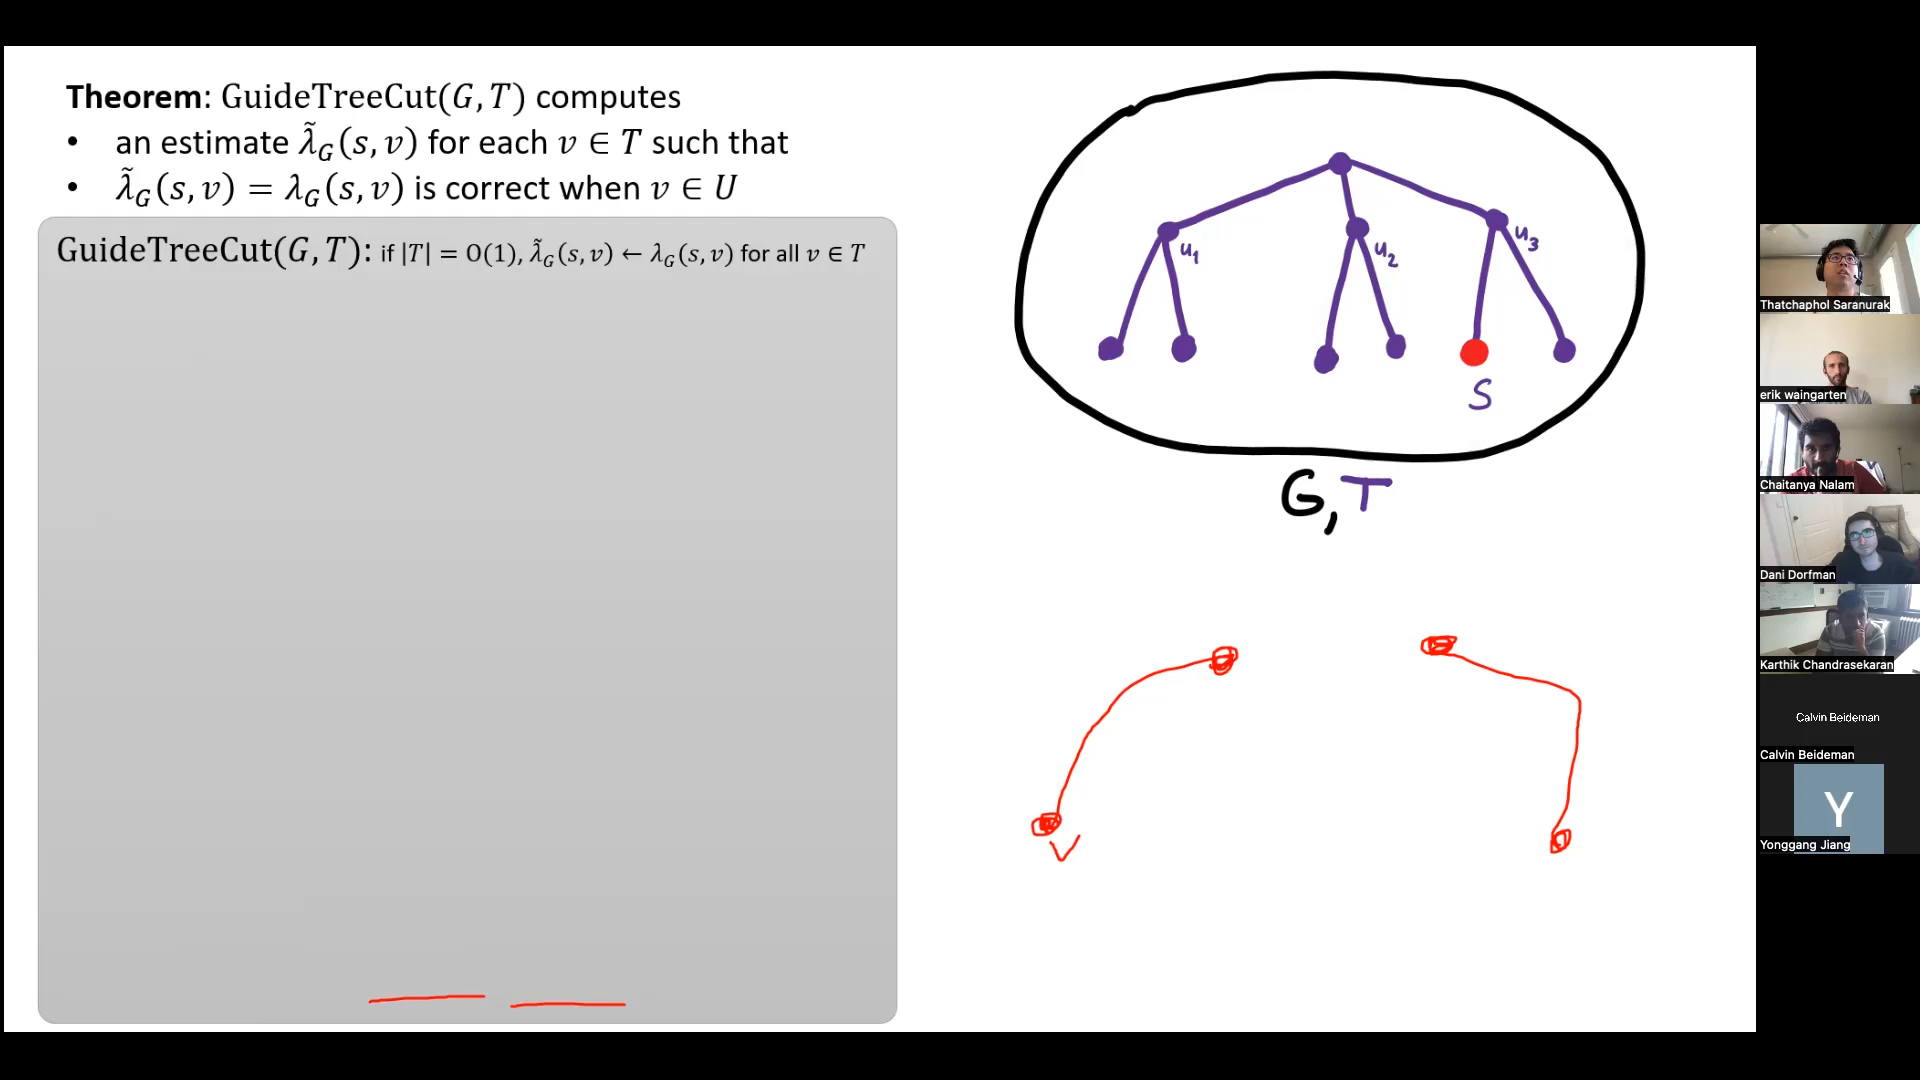 Theorem: GuideTreeCut(G, T) computes
• an estimate λ̃_G(s, v) for each v ∈ T such that
• λ̃_G(s, v) = λ_G(s, v) is correct when v ∈ U
GuideTreeCut(G, T): if |T| = O(1), λ̃_G(s, v) ← λ_G(s, v) for all v ∈ T
u₁
u₂
u₃
S
G, T
V
Thatchaphol Saranurak
erik waingarten
Chaitanya Nalam
Dani Dorfman
Karthik Chandrasekaran
Calvin Beideman
Calvin Beideman
Y
Yonggang Jiang